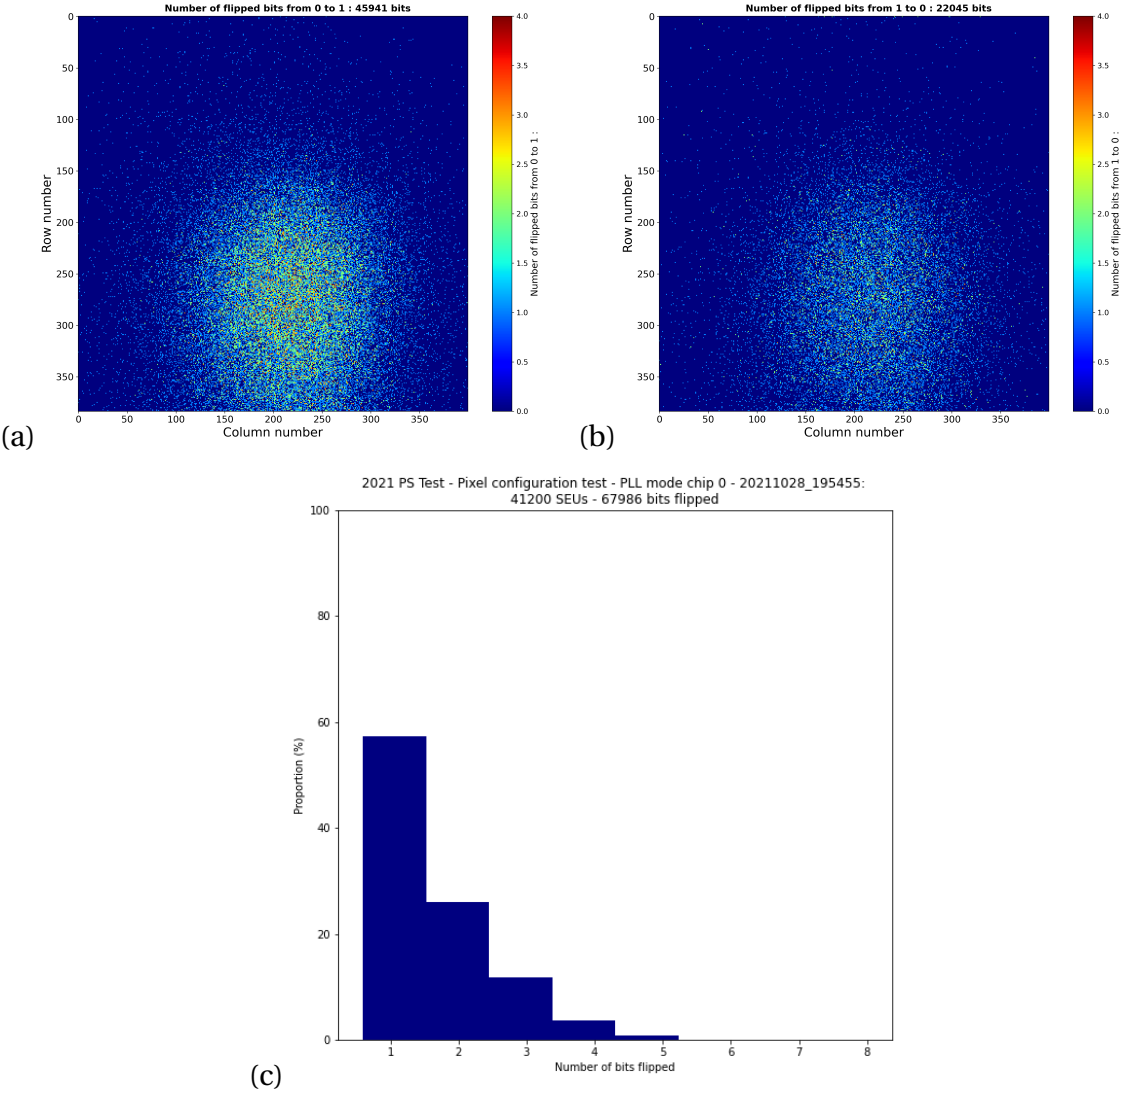 Number of flipped bits from 0 to 1 : 45941 bits
0
50
100
150
200
250
300
350
Row number
0 50 100 150 200 250 300 350
Column number
4.0
3.5
3.0
2.5
2.0
1.5
1.0
0.5
0.0
Number of flipped bits from 0 to 1 :
(a)
Number of flipped bits from 1 to 0 : 22045 bits
0
50
100
150
200
250
300
350
Row number
0 50 100 150 200 250 300 350
Column number
4.0
3.5
3.0
2.5
2.0
1.5
1.0
0.5
0.0
Number of flipped bits from 1 to 0 :
(b)
2021 PS Test - Pixel configuration test - PLL mode chip 0 - 20211028_195455:
41200 SEUs - 67986 bits flipped
100
80
60
40
20
0
Proportion (%)
1 2 3 4 5 6 7 8
Number of bits flipped
(c)